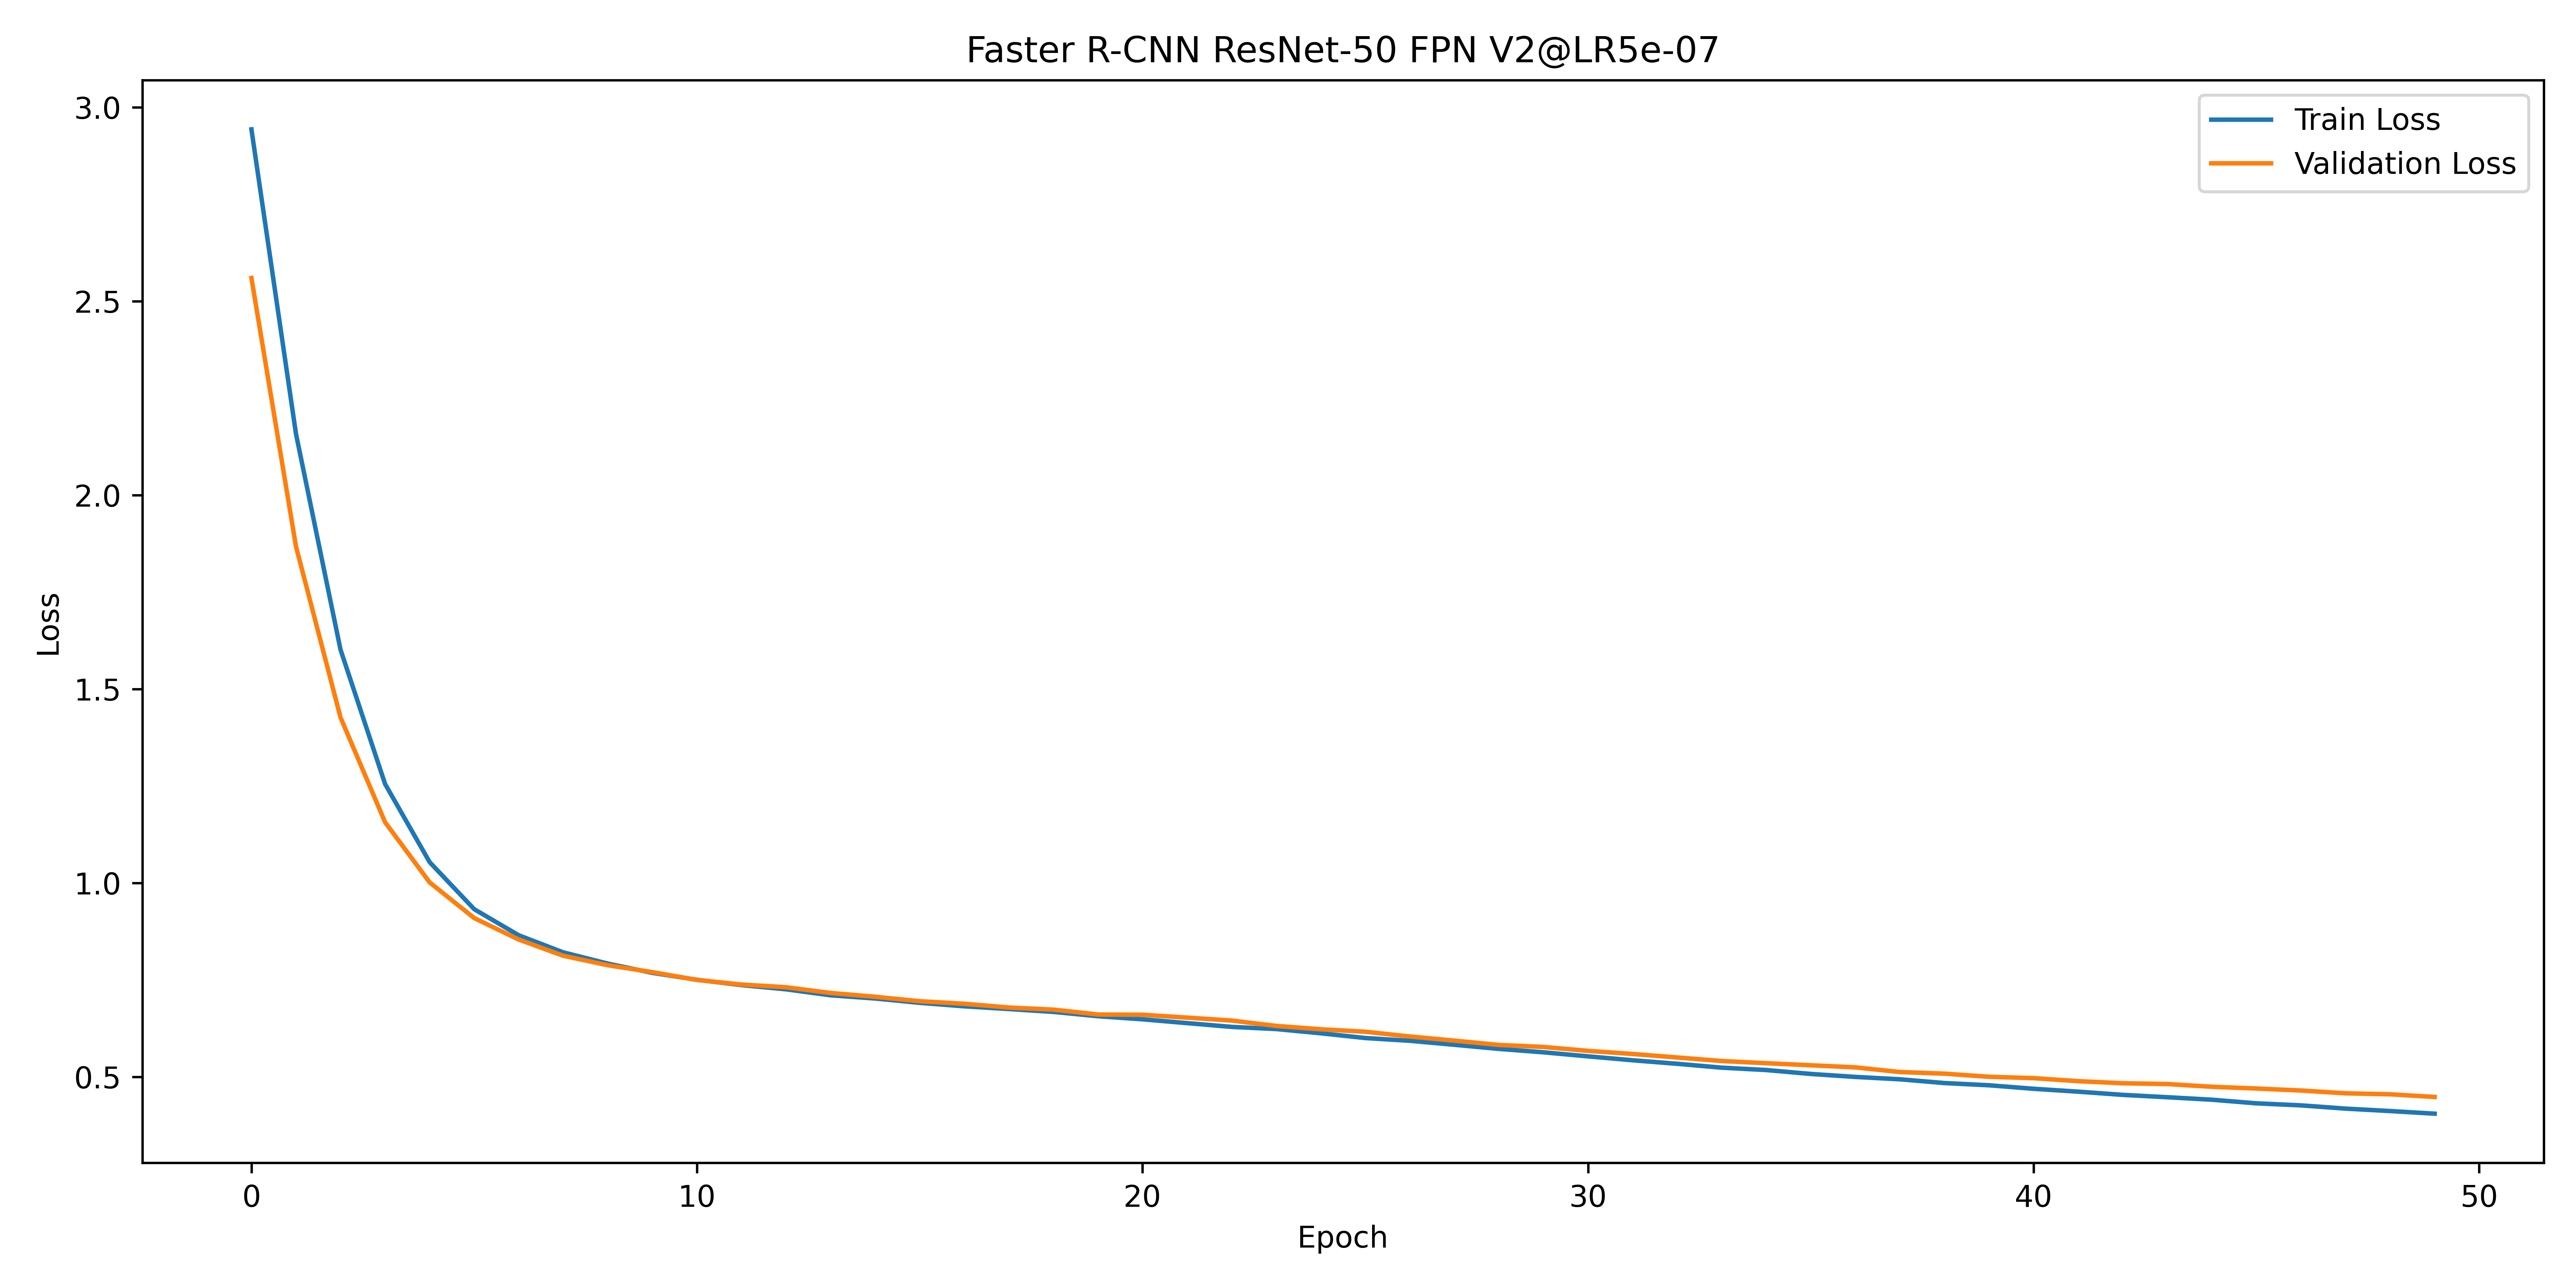 Faster R-CNN ResNet-50 FPN V2@LR5e-07
Train Loss
Validation Loss
3.0
2.5
2.0
1.5
1.0
0.5
Loss
0 10 20 30 40 50
Epoch